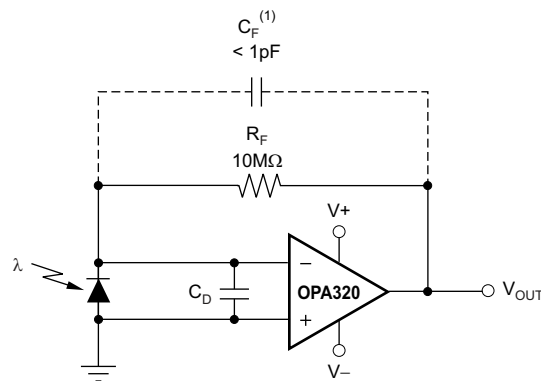 C_F^(1)
< 1pF
R_F
10MΩ
V+
λ
−
OPA320
C_D
+
V_OUT
V−